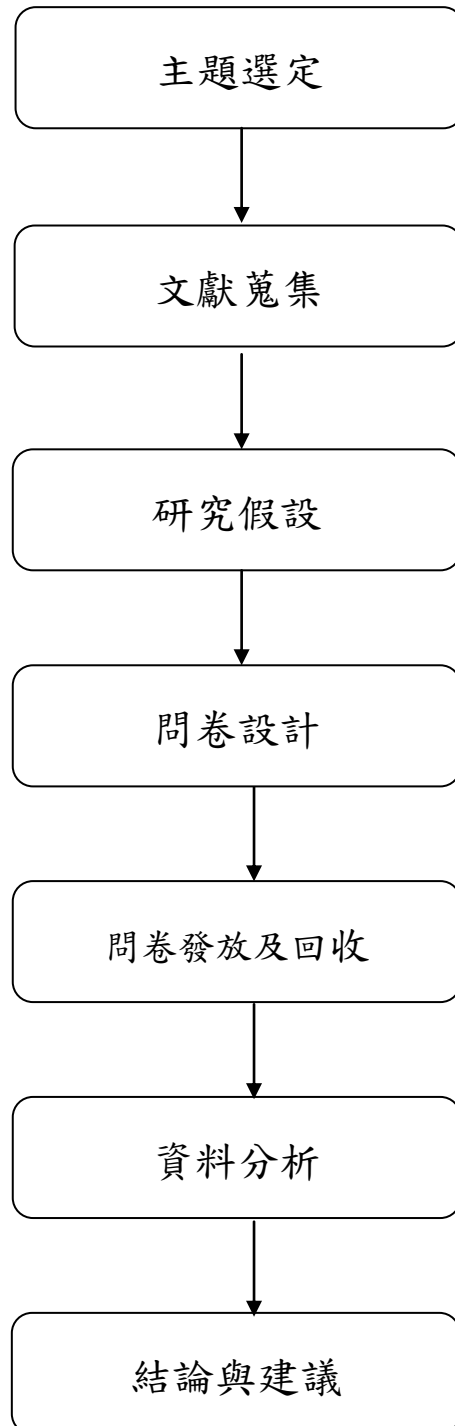 主題選定
文獻蒐集
研究假設
問卷設計
問卷發放及回收
資料分析
結論與建議